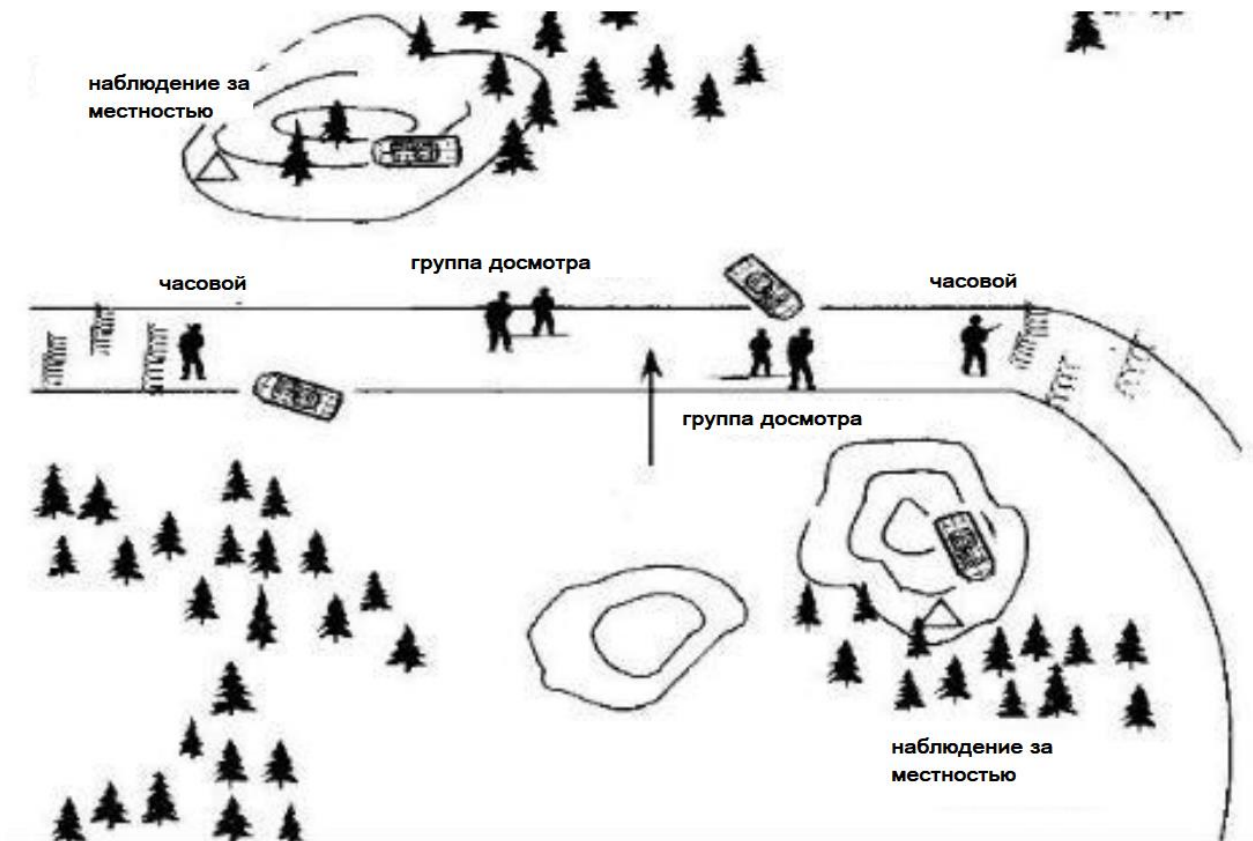 наблюдение за
местностью
группа досмотра
часовой
часовой
группа досмотра
наблюдение за
местностью